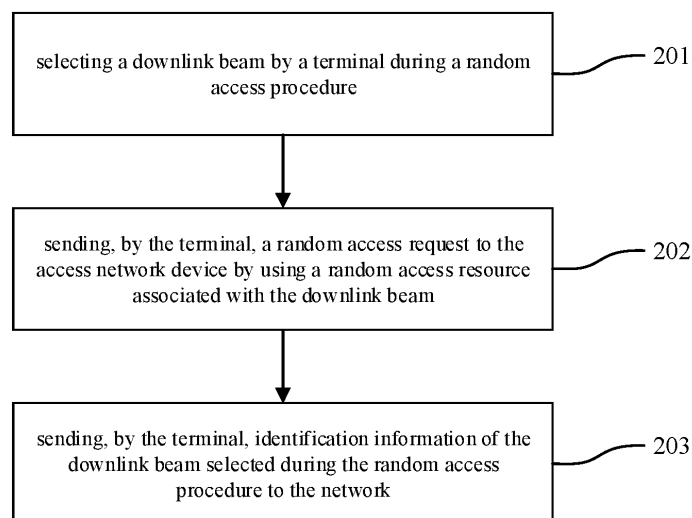 selecting a downlink beam by a terminal during a random
access procedure
201
sending, by the terminal, a random access request to the
access network device by using a random access resource
associated with the downlink beam
202
sending, by the terminal, identification information of the
downlink beam selected during the random access
procedure to the network
203